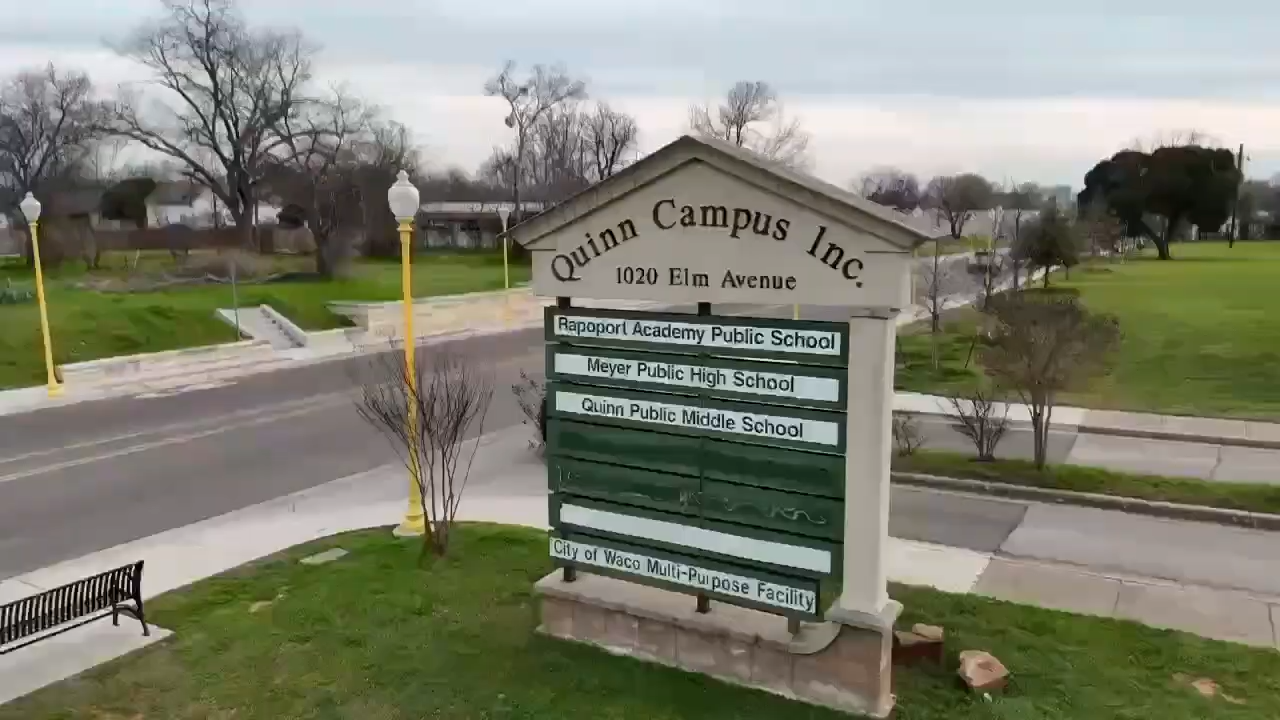 Quinn Campus Inc.
1020 Elm Avenue
Rapoport Academy Public School
Meyer Public High School
Quinn Public Middle School
City of Waco Multi-Purpose Facility